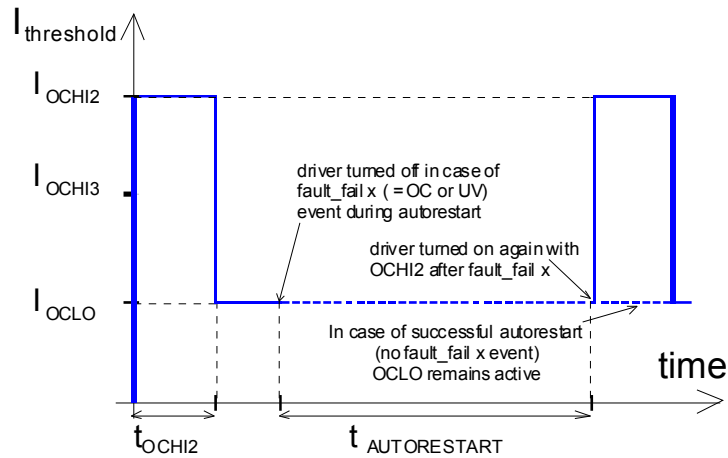 I threshold
I OCHI2
I OCHI3
driver turned off in case of
fault_fail x ( = OC or UV)
event during autorestart
driver turned on again with
OCHI2 after fault_fail x
I OCLO
In case of successful autorestart
(no fault_fail x event)
OCLO remains active
time
t OCHI2
t AUTORESTART